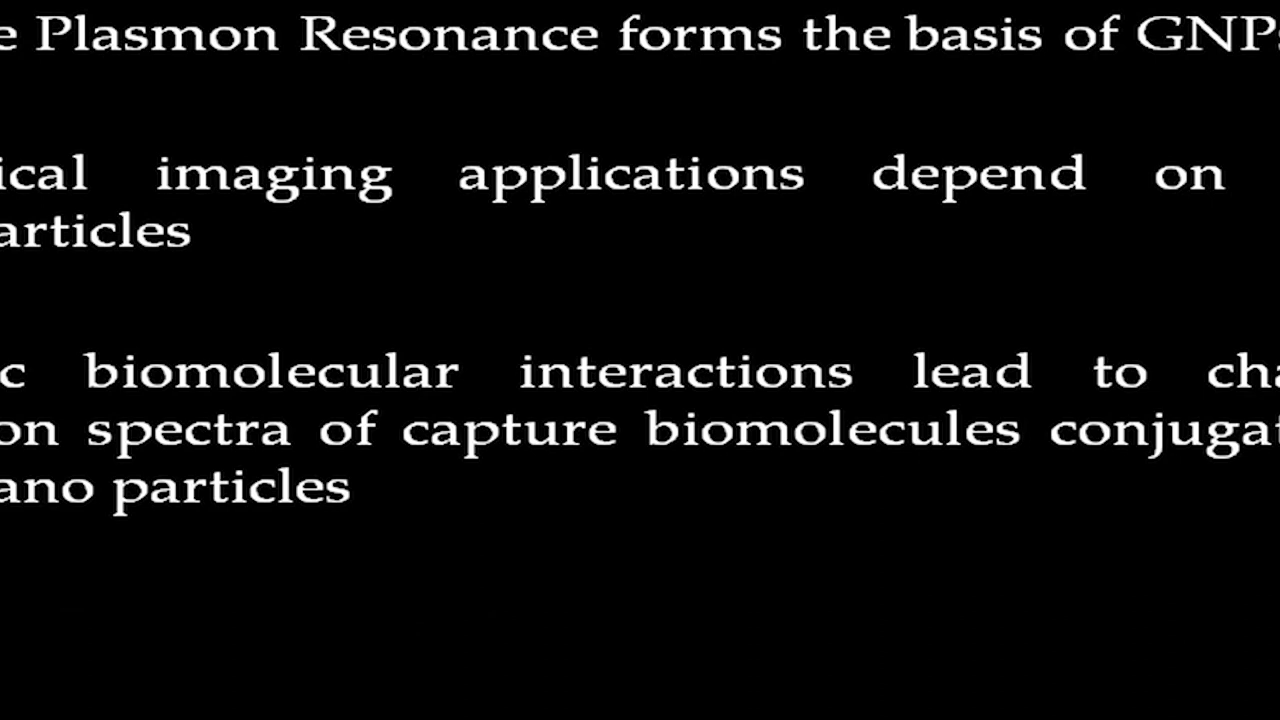 e Plasmon Resonance forms the basis of GNPs
ical imaging applications depend on
articles
c biomolecular interactions lead to cha
on spectra of capture biomolecules conjugat
ano particles